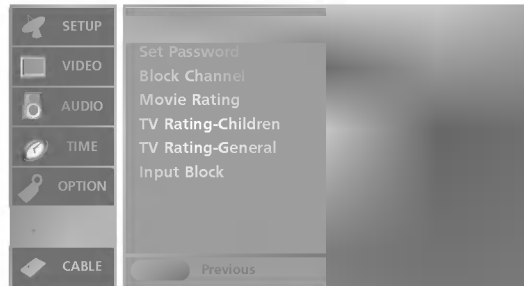 SETUP
VIDEO
AUDIO
TIME
OPTION
CABLE
Set Password
Block Channel
Movie Rating
TV Rating-Children
TV Rating-General
Input Block
Previous